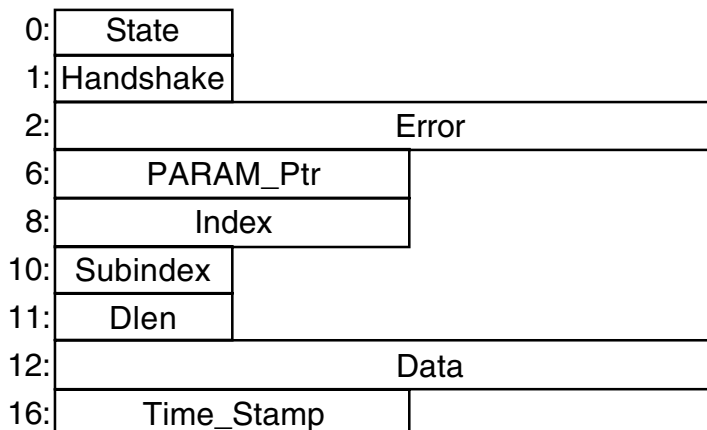 0: State
1: Handshake
2: Error
6: PARAM_Ptr
8: Index
10: Subindex
11: Dlen
12: Data
16: Time_Stamp